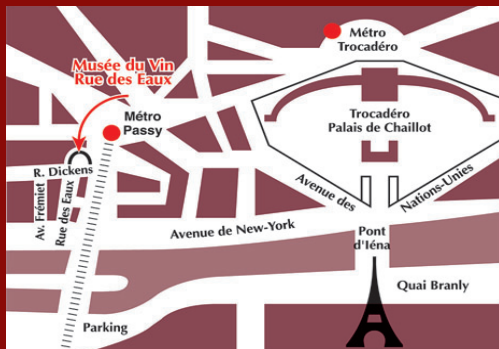 Métro
Trocadéro
Musée du Vin
Rue des Eaux
Métro
Passy
Trocadéro
Palais de Chaillot
R. Dickens
Av. Frémiet
Rue des Eaux
Avenue des
Nations-Unies
Avenue de New-York
Pont
d'Iéna
Quai Branly
Parking